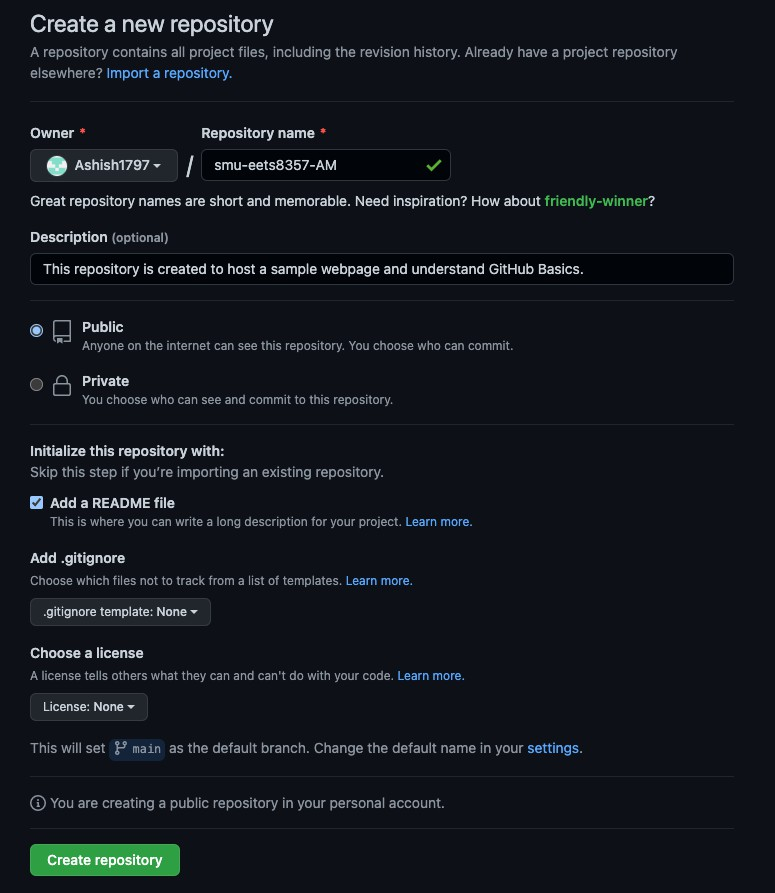 Create a new repository
A repository contains all project files, including the revision history. Already have a project repository
elsewhere? Import a repository.
Owner * Repository name *
Ashish1797 / smu-eets8357-AM
Great repository names are short and memorable. Need inspiration? How about friendly-winner?
Description (optional)
This repository is created to host a sample webpage and understand GitHub Basics.
Public
Anyone on the internet can see this repository. You choose who can commit.
Private
You choose who can see and commit to this repository.
Initialize this repository with:
Skip this step if you're importing an existing repository.
Add a README file
This is where you can write a long description for your project. Learn more.
Add .gitignore
Choose which files not to track from a list of templates. Learn more.
.gitignore template: None
Choose a license
A license tells others what they can and can't do with your code. Learn more.
License: None
This will set main as the default branch. Change the default name in your settings.
You are creating a public repository in your personal account.
Create repository